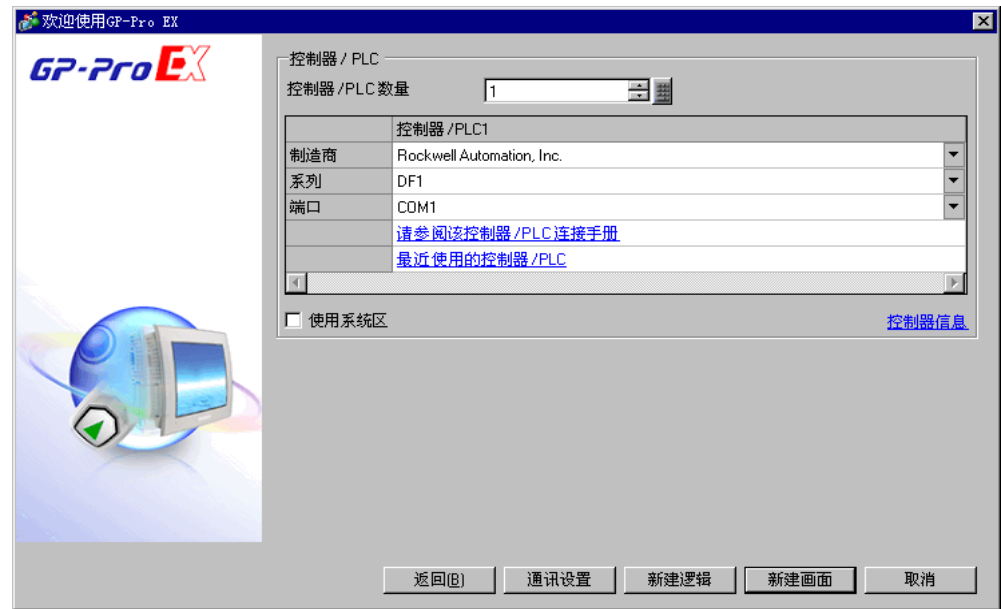 欢迎使用GP-Pro EX
GP-Pro EX
控制器 / PLC
控制器 /PLC 数量 1
控制器 /PLC1
制造商 Rockwell Automation, Inc.
系列 DF1
端口 COM1
请参阅该控制器 /PLC 连接手册
最近使用的控制器 /PLC
使用系统区 控制器信息
返回(B) 通讯设置 新建逻辑 新建画面 取消